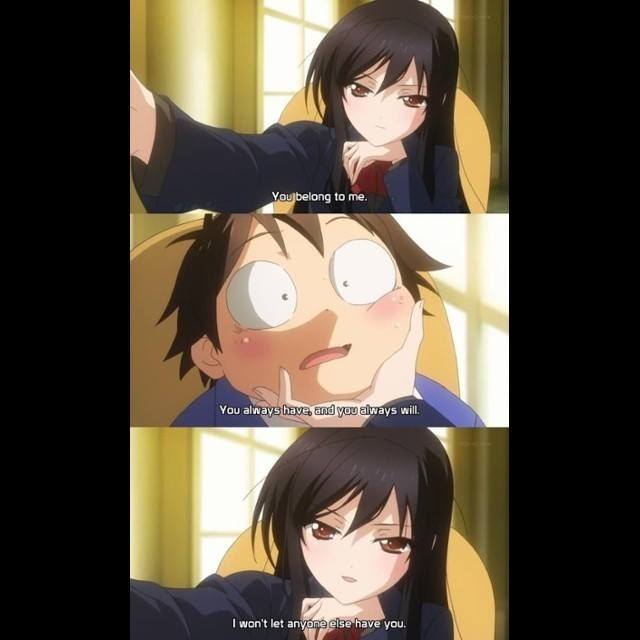 You belong to me.
You always have, and you always will.
I won't let anyone else have you.